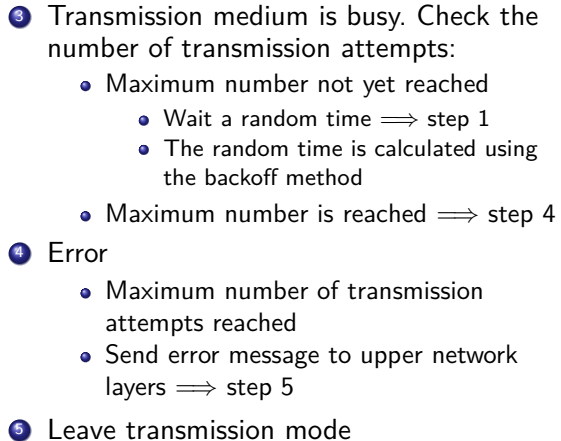 3 Transmission medium is busy. Check the
number of transmission attempts:
• Maximum number not yet reached
• Wait a random time ⟹ step 1
• The random time is calculated using
the backoff method
• Maximum number is reached ⟹ step 4
4 Error
• Maximum number of transmission
attempts reached
• Send error message to upper network
layers ⟹ step 5
5 Leave transmission mode